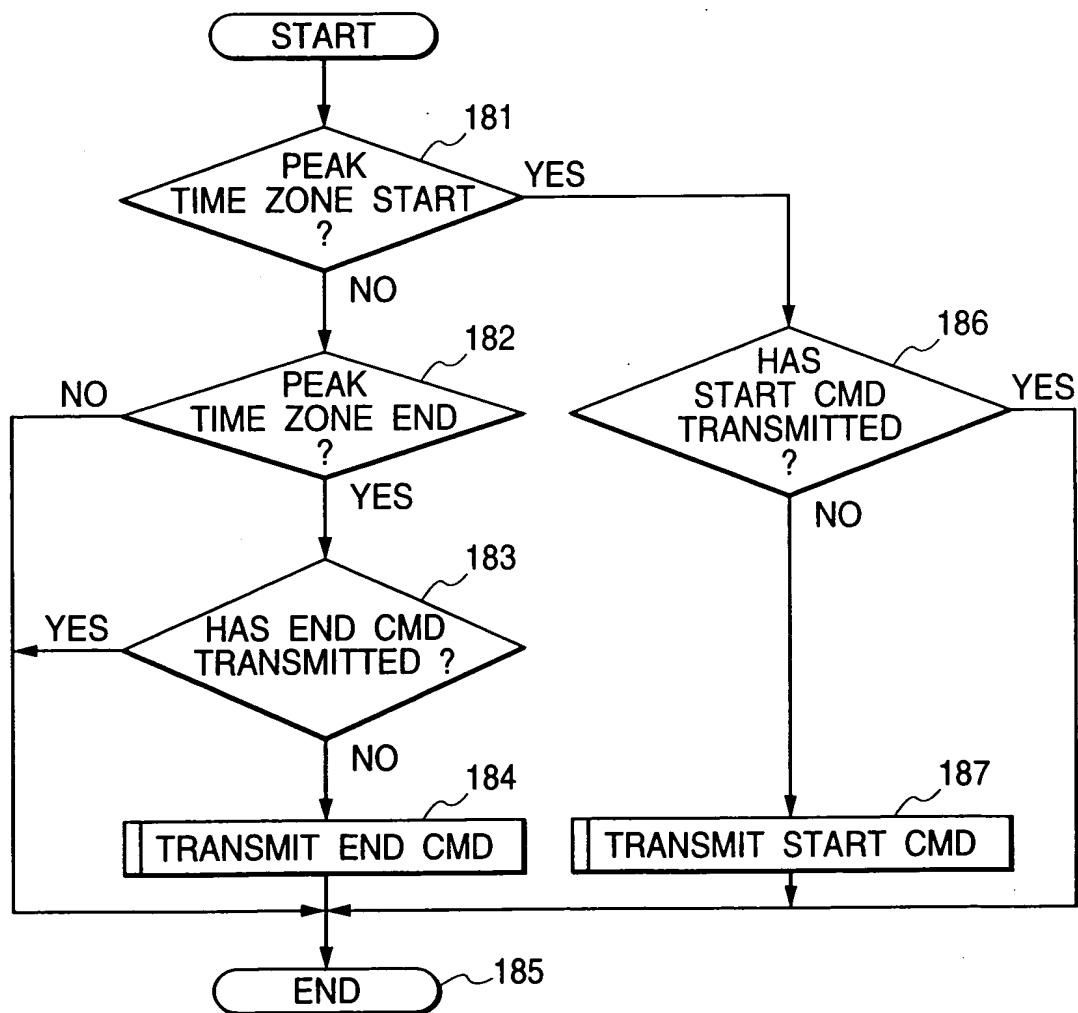 START
181
PEAK
TIME ZONE START
?
YES
NO
182
PEAK
TIME ZONE END
?
NO
YES
186
HAS
START CMD
TRANSMITTED
?
YES
NO
183
HAS END CMD
TRANSMITTED ?
YES
NO
184
TRANSMIT END CMD
187
TRANSMIT START CMD
END
185